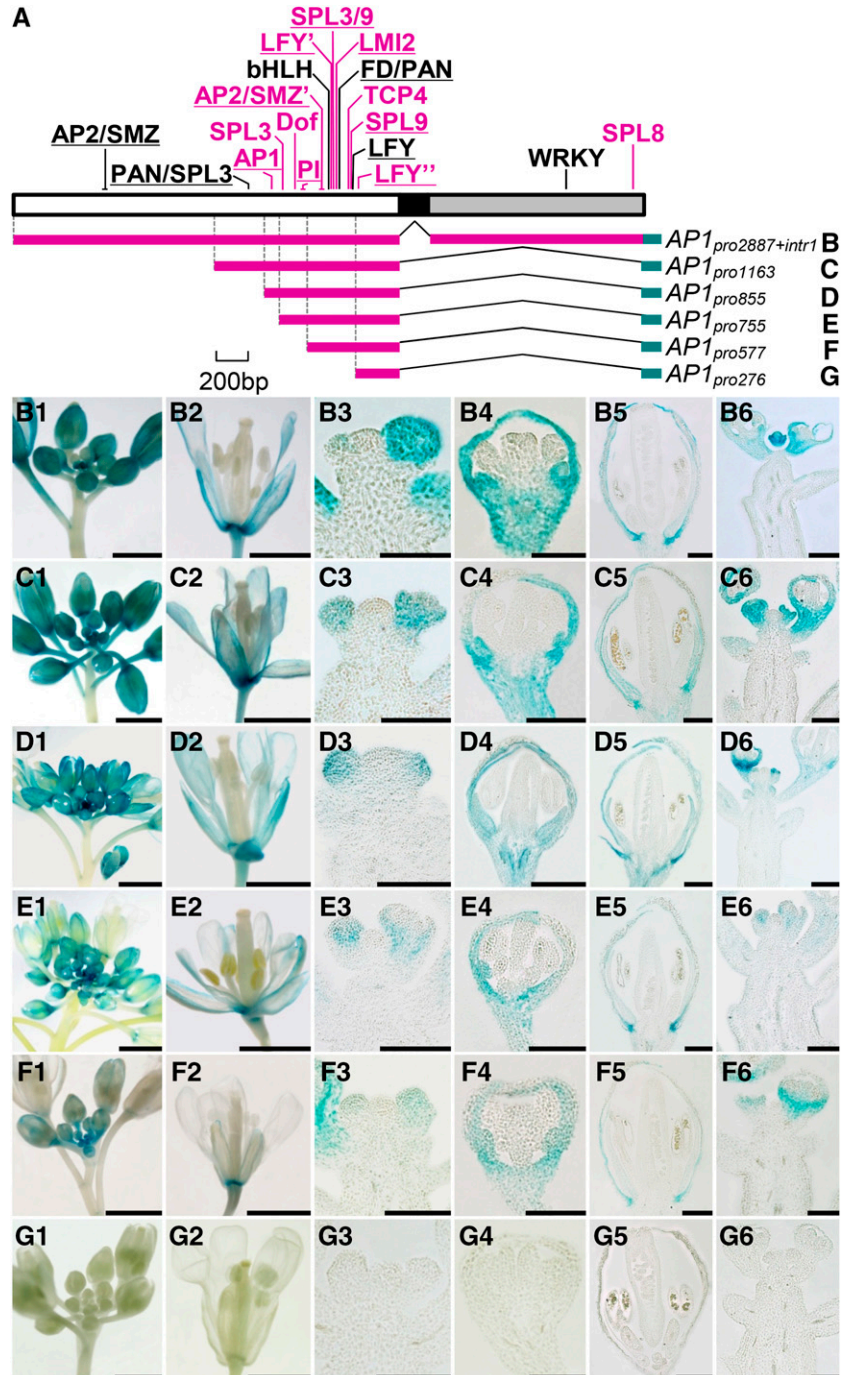 A
SPL3/9
LFY' LMI2
bHLH FD/PAN
AP2/SMZ' TCP4
Dof
SPL3 SPL9
AP2/SMZ LFY
AP1 PI
PAN/SPL3 LFY''
WRKY SPL8
AP1pro2887+intr1 B
AP1pro1163 C
AP1pro855 D
AP1pro755 E
AP1pro577 F
AP1pro276 G
200bp
B1 B2 B3 B4 B5 B6
C1 C2 C3 C4 C5 C6
D1 D2 D3 D4 D5 D6
E1 E2 E3 E4 E5 E6
F1 F2 F3 F4 F5 F6
G1 G2 G3 G4 G5 G6